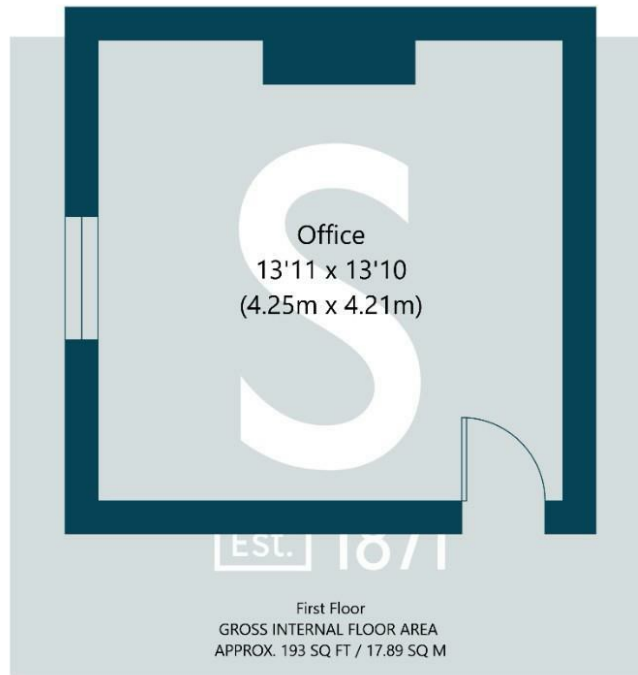 S
Office
13'11 x 13'10
(4.25m x 4.21m)
Est. 1871
First Floor
GROSS INTERNAL FLOOR AREA
APPROX. 193 SQ FT / 17.89 SQ M